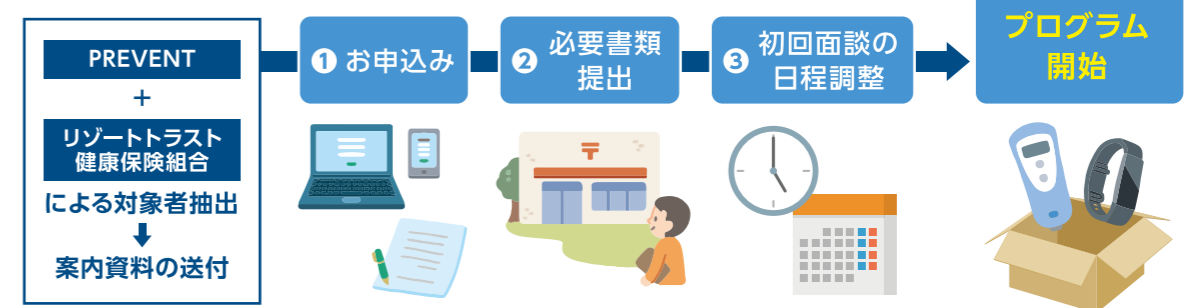 PREVENT
+
リゾートトラスト
健康保険組合
による対象者抽出
案内資料の送付
❶ お申込み
❷ 必要書類
提出
❸ 初回面談の
日程調整
プログラム
開始
〒